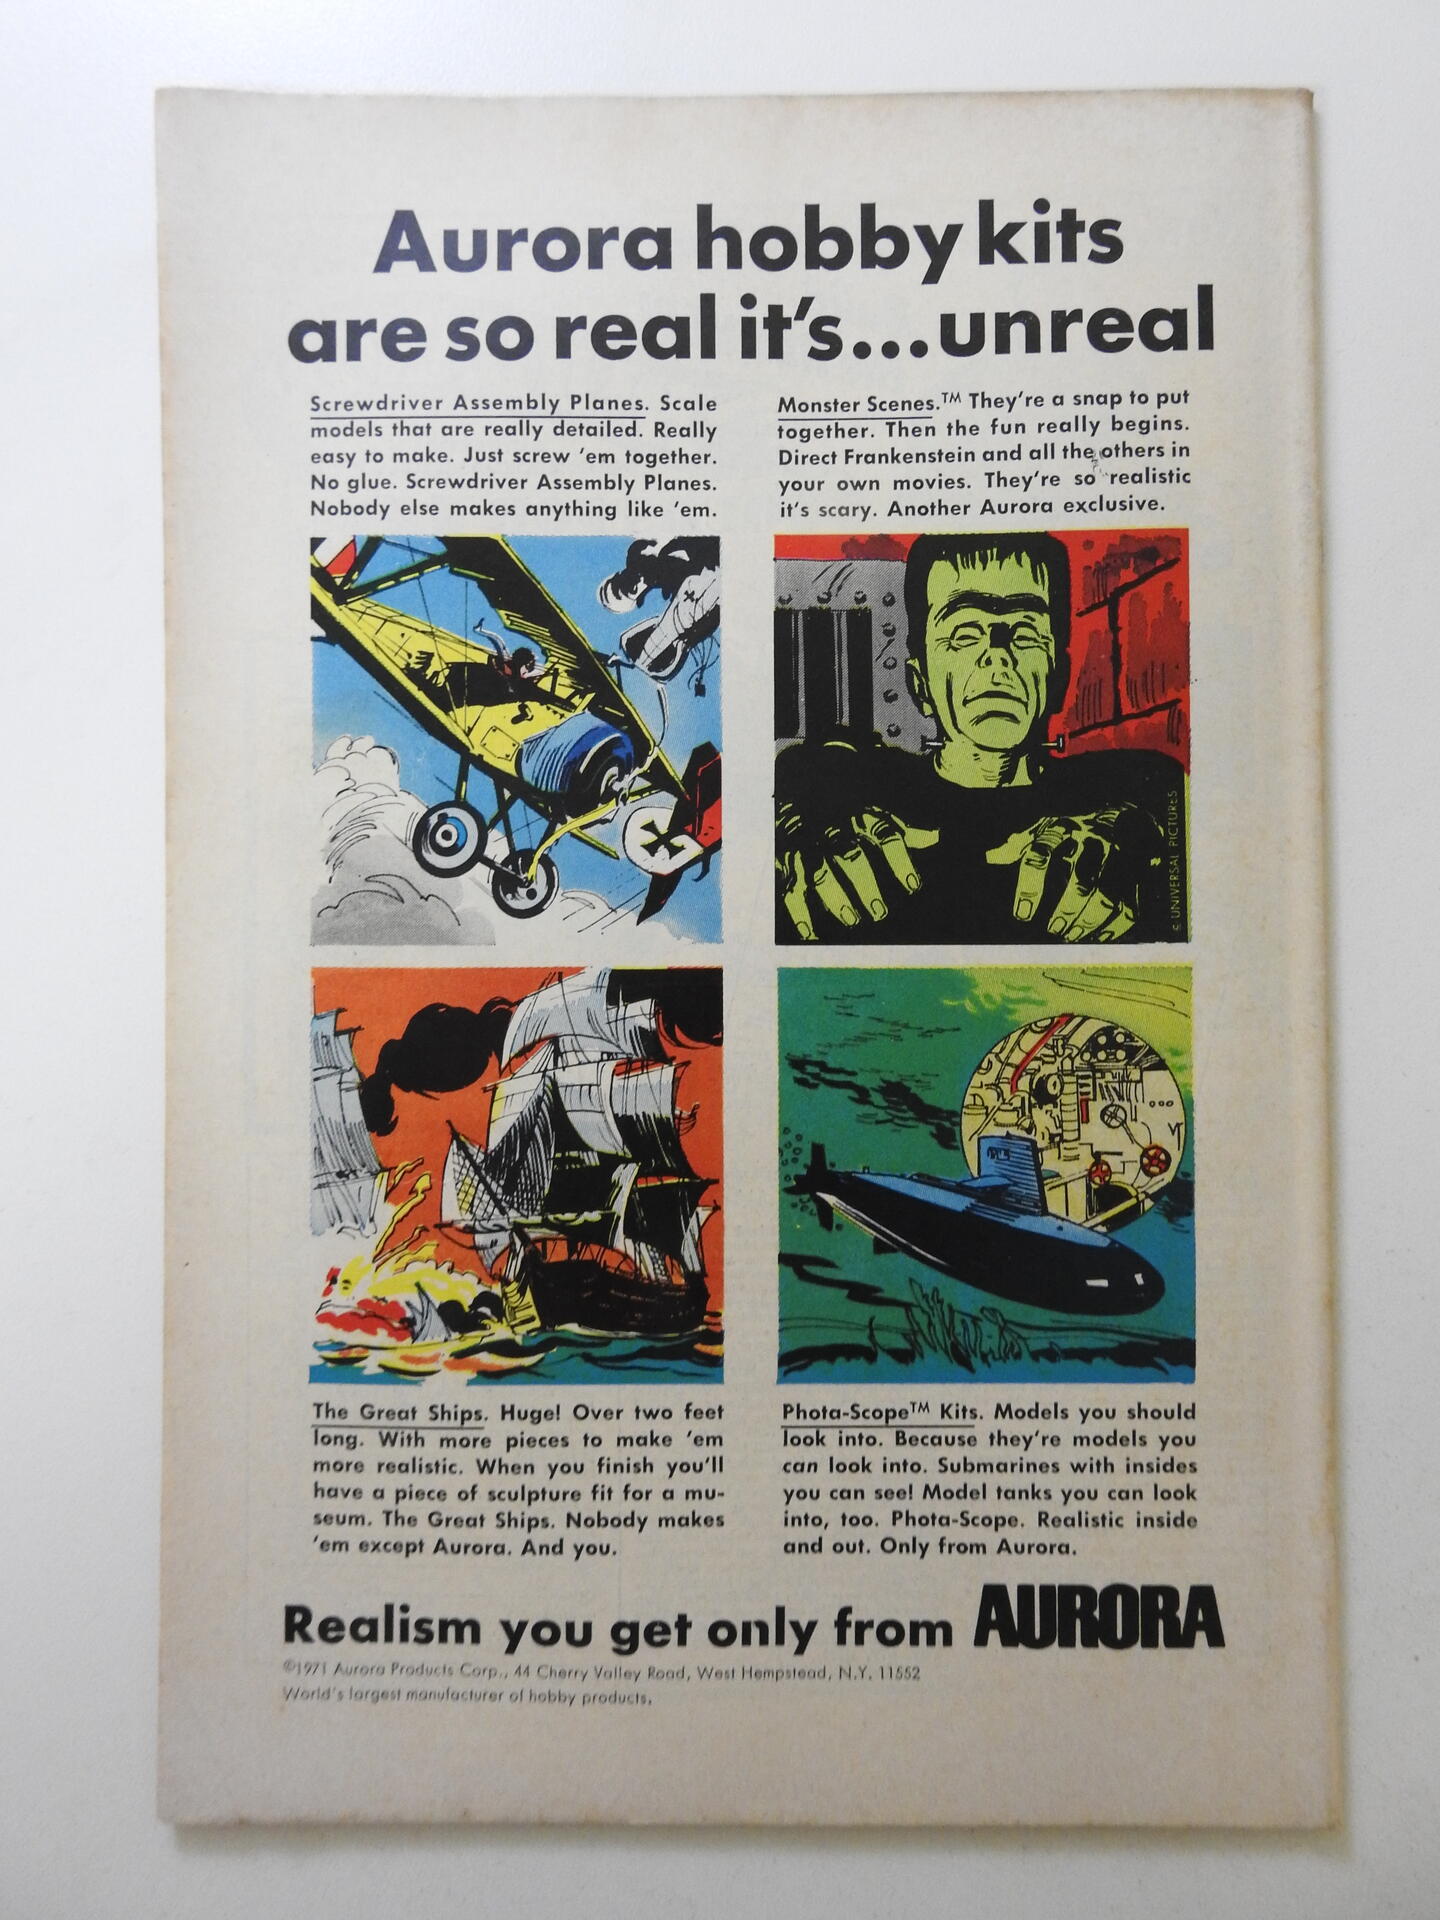 Aurora hobby kits
are so real it's...unreal
Screwdriver Assembly Planes. Scale
models that are really detailed. Really
easy to make. Just screw 'em together.
No glue. Screwdriver Assembly Planes.
Nobody else makes anything like 'em.
Monster Scenes.™ They're a snap to put
together. Then the fun really begins.
Direct Frankenstein and all the others in
your own movies. They're so realistic
it's scary. Another Aurora exclusive.
© UNIVERSAL PICTURES
The Great Ships. Huge! Over two feet
long. With more pieces to make 'em
more realistic. When you finish you'll
have a piece of sculpture fit for a mu-
seum. The Great Ships. Nobody makes
'em except Aurora. And you.
Phota-Scope™ Kits. Models you should
look into. Because they're models you
can look into. Submarines with insides
you can see! Model tanks you can look
into, too. Phota-Scope. Realistic inside
and out. Only from Aurora.
Realism you get only from AURORA
©1971 Aurora Products Corp., 44 Cherry Valley Road, West Hempstead, N.Y. 11552
World's largest manufacturer of hobby products.